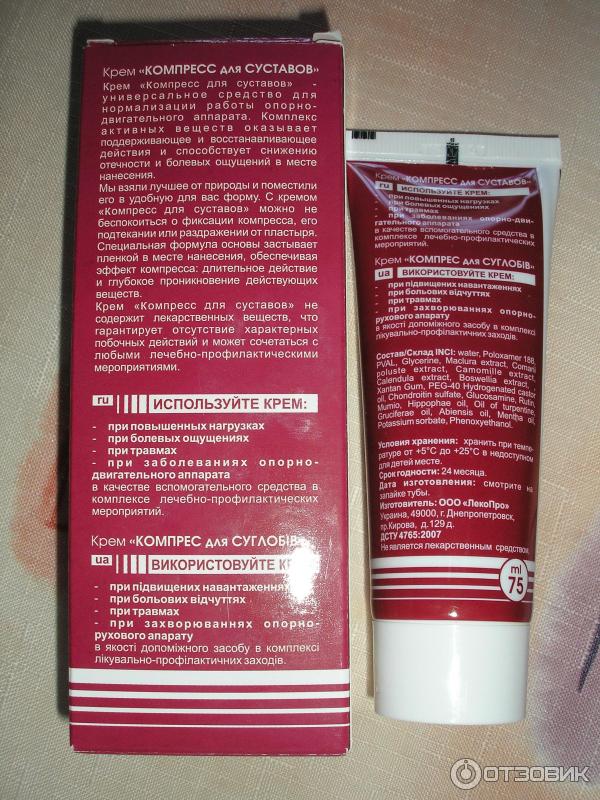 Крем «КОМПРЕСС для СУСТАВОВ»
Крем «Компресс для суставов» -
универсальное средство для
нормализации работы опорно-
двигательного аппарата. Комплекс
активных веществ оказывает
поддерживающее и восстанавливающее
действия и способствует снижению
отечности и болевых ощущений в месте
нанесения.
Мы взяли лучшее от природы и поместили
его в удобную для вас форму. С кремом
«Компресс для суставов» можно не
беспокоиться о фиксации компресса, его
подтекании или раздражении от пластыря.
Специальная формула основы застывает
пленкой в месте нанесения, обеспечивая
эффект компресса: длительное действие
и глубокое проникновение действующих
веществ.
Крем «Компресс для суставов» не
содержит лекарственных веществ, что
гарантирует отсутствие характерных
побочных действий и может сочетаться с
любыми лечебно-профилактическими
мероприятиями.
ru ИСПОЛЬЗУЙТЕ КРЕМ:
- при повышенных нагрузках
- при болевых ощущениях
- при травмах
- при заболеваниях опорно-
двигательного аппарата
в качестве вспомогательного средства в
комплексе лечебно-профилактических
мероприятий.
Крем «КОМПРЕС для СУГЛОБІВ»
ua ВИКОРИСТОВУЙТЕ
- при підвищених навантаженнях
- при больових відчуттях
- при травмах
- при захворюваннях опорно-
рухового апарату
в якості допоміжного засобу в комплексі
лікувально-профілактичних заходів.
Крем «КОМПРЕСС для СУСТАВОВ»
ru ИСПОЛЬЗУЙТЕ КРЕМ:
- при повышенных нагрузках
- при болевых ощущениях
- при травмах
- при заболеваниях опорно-дви-
гательного аппарата
в качестве вспомогательного средства в
комплексе лечебно-профилактических
мероприятий.
Крем «КОМПРЕС для СУГЛОБІВ»
ua ВИКОРИСТОВУЙТЕ КРЕМ:
- при підвищених навантаженнях
- при больових відчуттях
- при травмах
- при захворюваннях опорно-
рухового апарату
в якості допоміжного засобу в комплексі
лікувально-профілактичних заходів.
Состав/Склад INCI: water, Poloxamer 188,
PVAL, Glycerine, Maclura extract, Comarii
poluste extract, Camomille extract,
Calendula extract, Boswellia extract, ,
Xantan Gum, PEG-40 Hydrogenated castor
oil, Chondroitin sulfate, Glucosamine, Rutin,
Mumio, Hippophae oil, Oil of turpentine,
Gruciferae oil, Abiensis oil, Mentha oil,
Potassium sorbate, Phenoxyethanol.
Условия хранения: хранить при темпе-
ратуре от +5°C до +25°C в недоступном
для детей месте.
Срок годности: 24 месяца.
Дата изготовления: смотрите на
запайке тубы.
Изготовитель: ООО «ЛекоПро»
Украина, 49000, г. Днепропетровск,
пр.Кирова, д.129д.
ДСТУ 4765:2007
Не является лекарственным средством.
ml
75
ОТЗОВИК